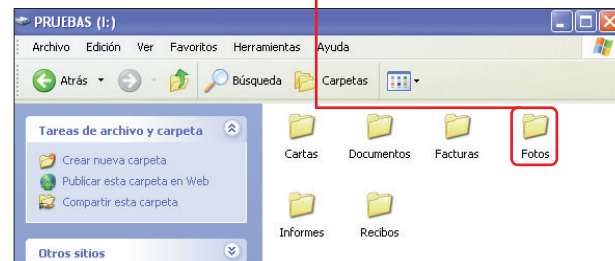 PRUEBAS (I:)
Archivo Edición Ver Favoritos Herramientas Ayuda
Atrás Búsqueda Carpetas
Tareas de archivo y carpeta
Crear nueva carpeta
Publicar esta carpeta en Web
Compartir esta carpeta
Otros sitios
Cartas Documentos Facturas Fotos
Informes Recibos